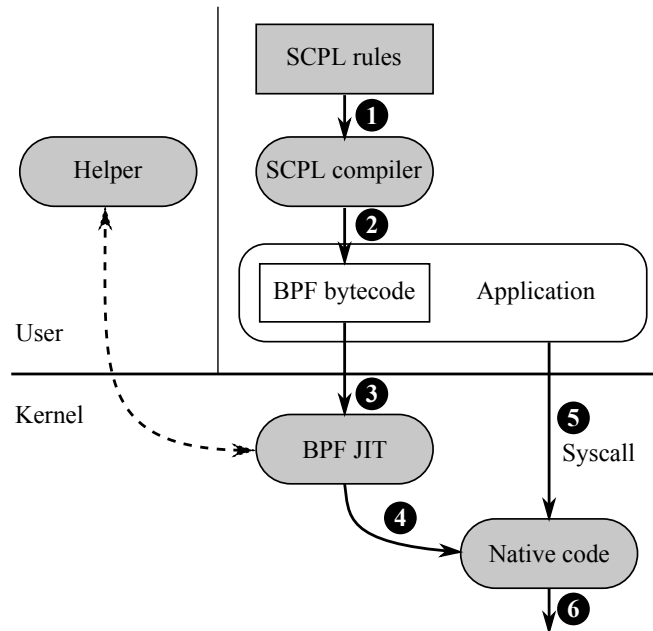 SCPL rules
1
Helper
SCPL compiler
2
BPF bytecode
Application
User
Kernel
3
5
BPF JIT
Syscall
4
Native code
6